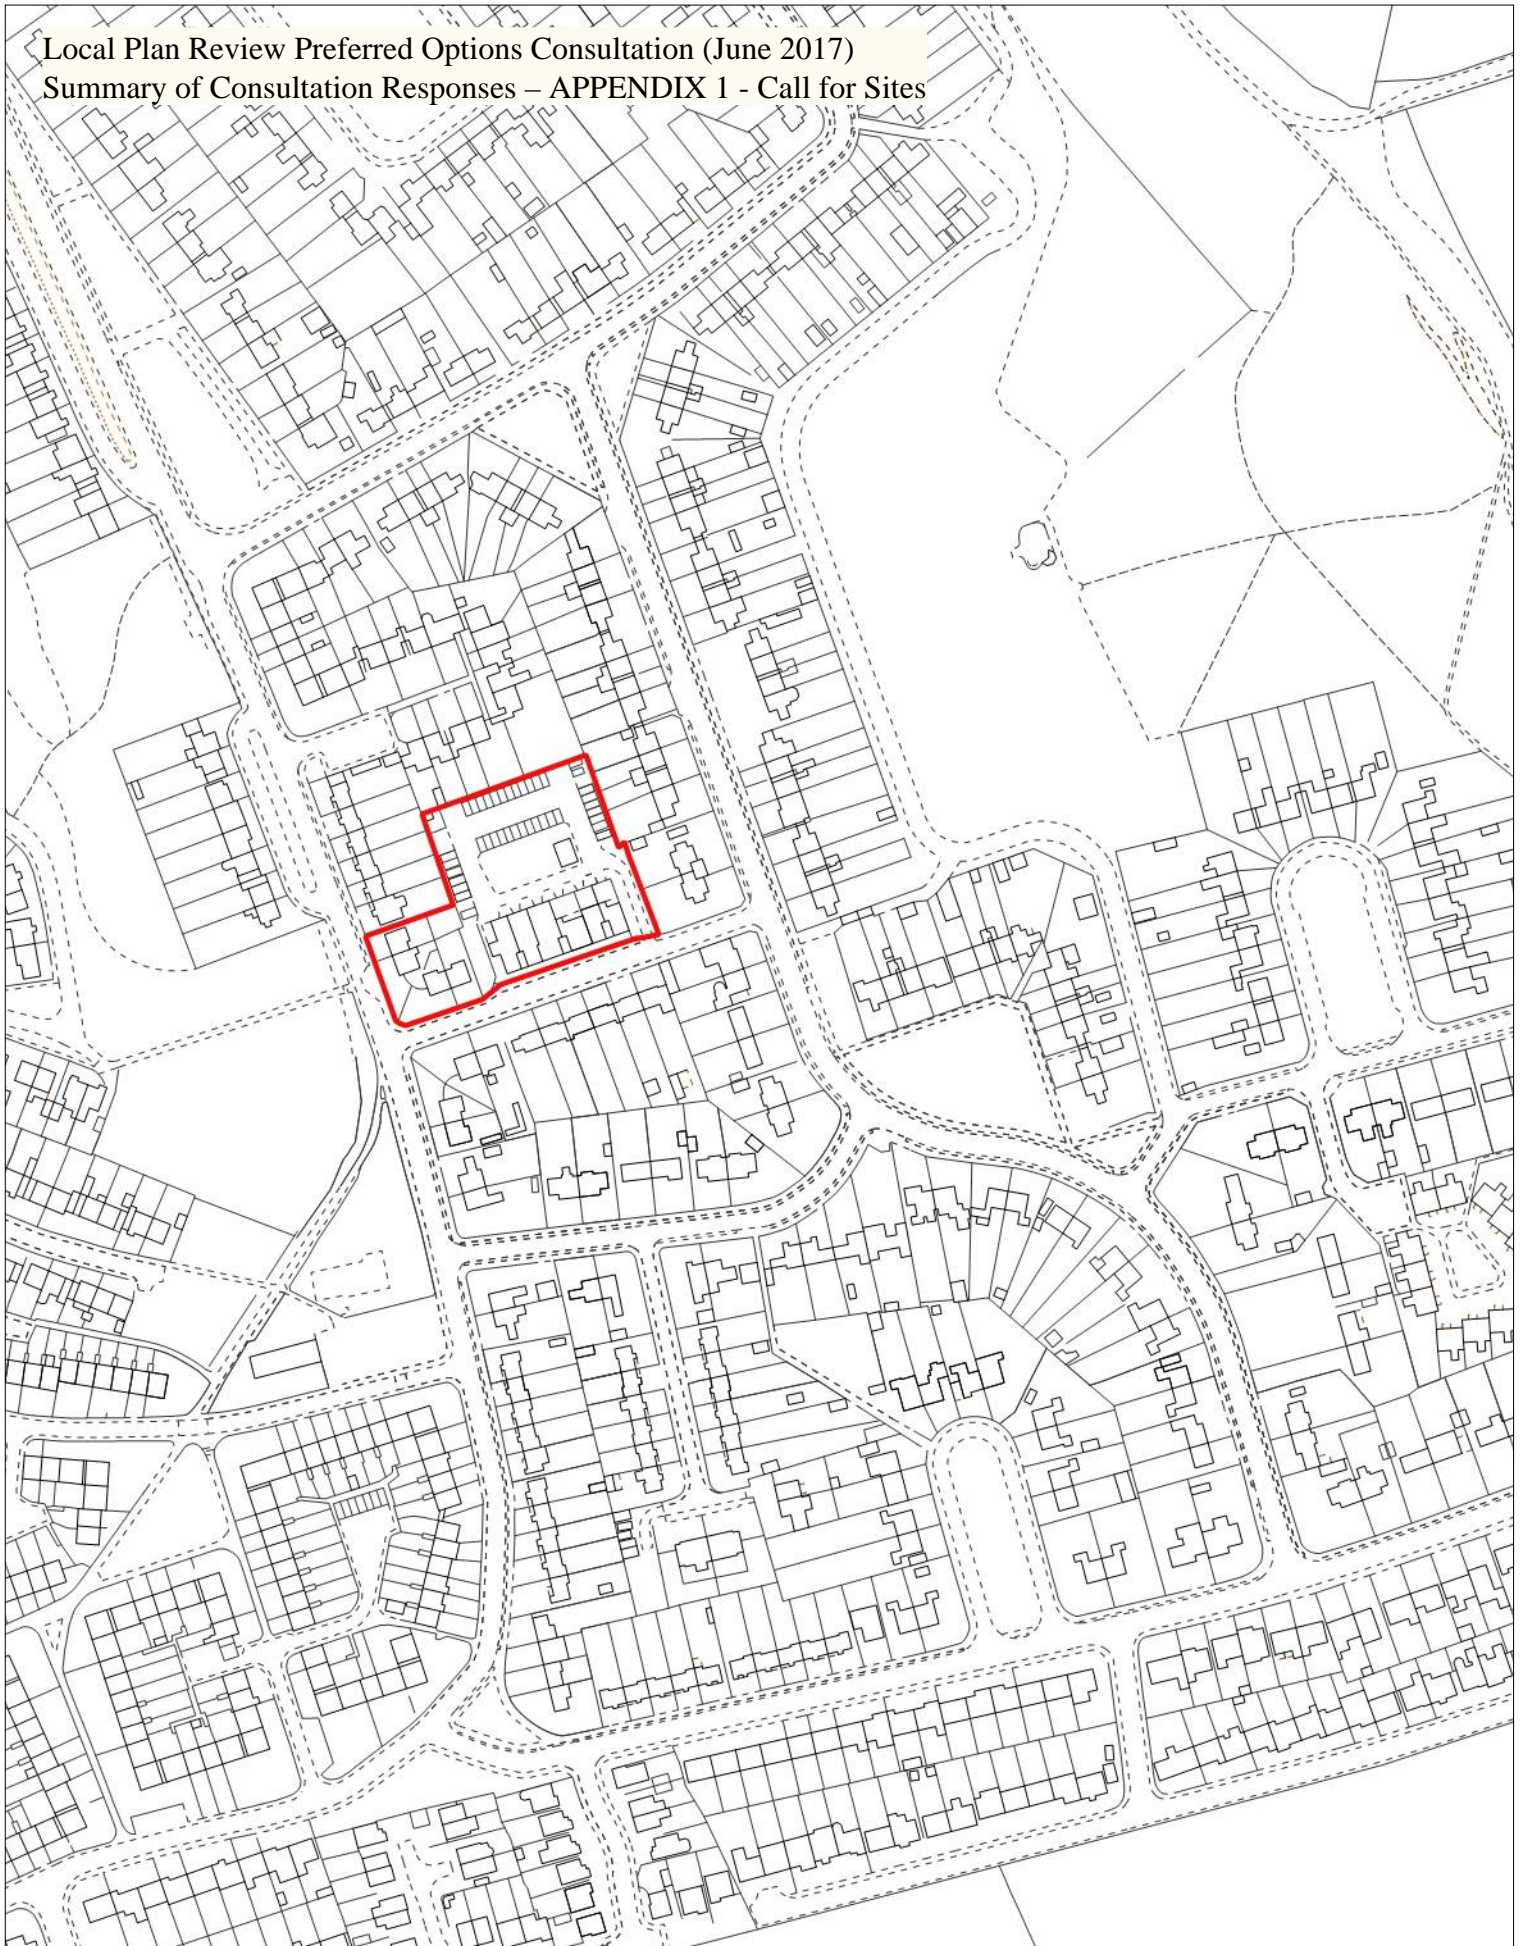 Local Plan Review Preferred Options Consultation (June 2017)
Summary of Consultation Responses – APPENDIX 1 - Call for Sites